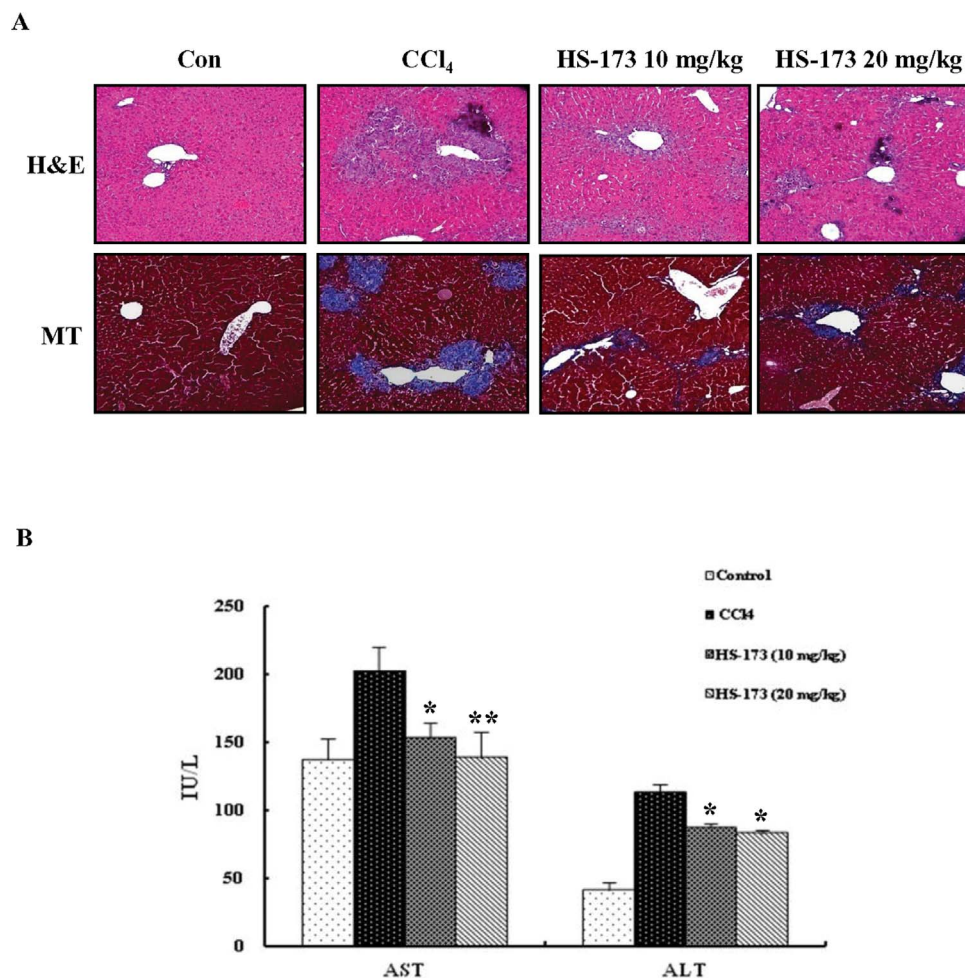 A
Con CCl₄ HS-173 10 mg/kg HS-173 20 mg/kg
H&E
MT
B
Control
CCl4
HS-173 (10 mg/kg)
HS-173 (20 mg/kg)
250
200
150
100
50
0
IU/L
* **
* *
AST ALT